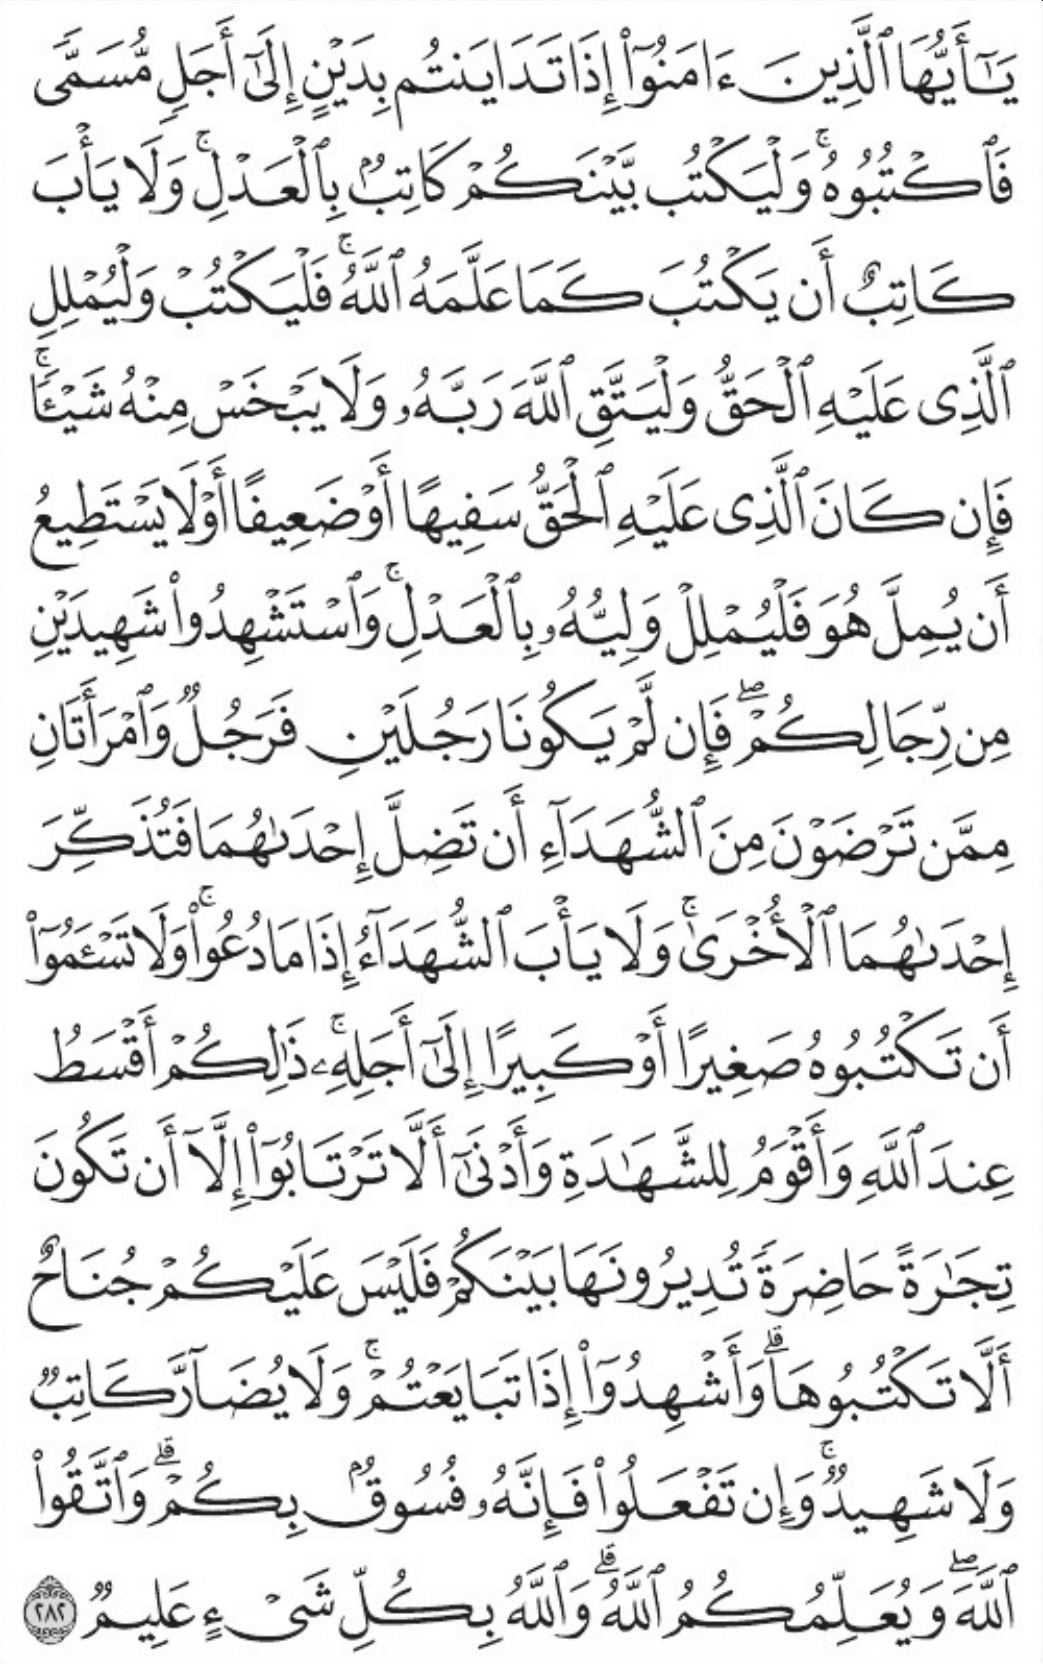 يَـٰٓأَيُّهَا ٱلَّذِينَ ءَامَنُوٓا۟ إِذَا تَدَايَنتُم بِدَيْنٍ إِلَىٰٓ أَجَلٍ مُّسَمًّى
فَٱكْتُبُوهُ ۚ وَلْيَكْتُب بَّيْنَكُمْ كَاتِبٌۢ بِٱلْعَدْلِ ۚ وَلَا يَأْبَ
كَاتِبٌ أَن يَكْتُبَ كَمَا عَلَّمَهُ ٱللَّهُ ۚ فَلْيَكْتُبْ وَلْيُمْلِلِ
ٱلَّذِى عَلَيْهِ ٱلْحَقُّ وَلْيَتَّقِ ٱللَّهَ رَبَّهُۥ وَلَا يَبْخَسْ مِنْهُ شَيْـًٔا ۚ
فَإِن كَانَ ٱلَّذِى عَلَيْهِ ٱلْحَقُّ سَفِيهًا أَوْ ضَعِيفًا أَوْ لَا يَسْتَطِيعُ
أَن يُمِلَّ هُوَ فَلْيُمْلِلْ وَلِيُّهُۥ بِٱلْعَدْلِ ۚ وَٱسْتَشْهِدُوا۟ شَهِيدَيْنِ
مِن رِّجَالِكُمْ ۖ فَإِن لَّمْ يَكُونَا رَجُلَيْنِ فَرَجُلٌ وَٱمْرَأَتَانِ
مِمَّن تَرْضَوْنَ مِنَ ٱلشُّهَدَآءِ أَن تَضِلَّ إِحْدَىٰهُمَا فَتُذَكِّرَ
إِحْدَىٰهُمَا ٱلْأُخْرَىٰ ۚ وَلَا يَأْبَ ٱلشُّهَدَآءُ إِذَا مَا دُعُوا۟ ۚ وَلَا تَسْـَٔمُوٓا۟
أَن تَكْتُبُوهُ صَغِيرًا أَوْ كَبِيرًا إِلَىٰٓ أَجَلِهِۦ ۚ ذَٰلِكُمْ أَقْسَطُ
عِندَ ٱللَّهِ وَأَقْوَمُ لِلشَّهَـٰدَةِ وَأَدْنَىٰٓ أَلَّا تَرْتَابُوٓا۟ إِلَّآ أَن تَكُونَ
تِجَـٰرَةً حَاضِرَةً تُدِيرُونَهَا بَيْنَكُمْ فَلَيْسَ عَلَيْكُمْ جُنَاحٌ
أَلَّا تَكْتُبُوهَا ۗ وَأَشْهِدُوٓا۟ إِذَا تَبَايَعْتُمْ ۚ وَلَا يُضَآرَّ كَاتِبٌ
وَلَا شَهِيدٌ ۚ وَإِن تَفْعَلُوا۟ فَإِنَّهُۥ فُسُوقٌۢ بِكُمْ ۗ وَٱتَّقُوا۟
ٱللَّهَ ۖ وَيُعَلِّمُكُمُ ٱللَّهُ ۗ وَٱللَّهُ بِكُلِّ شَىْءٍ عَلِيمٌ ٢٨٢